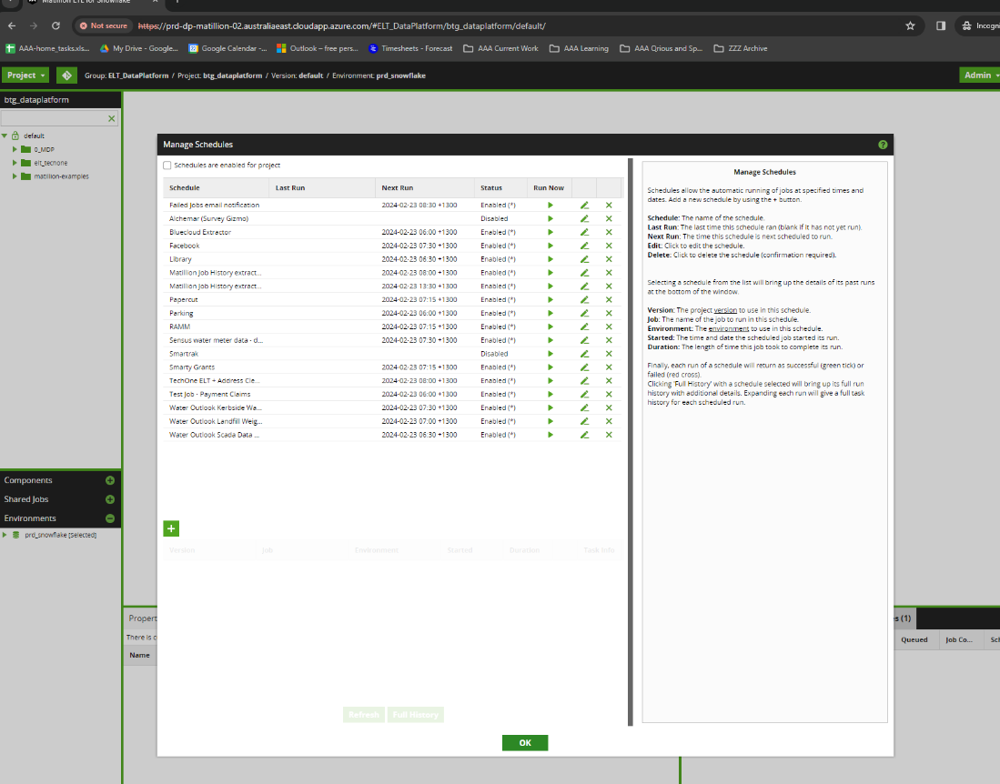 Matillion ETL for Snowflake
Not secure https://prd-dp-matillion-02.australiaeast.cloudapp.azure.com/#ELT_DataPlatform/btg_dataplatform/default/
Incogni
AAA-home_tasks.xls... My Drive - Google... Google Calendar -... Outlook – free pers... Timesheets - Forecast AAA Current Work AAA Learning AAA Qrious and Sp... ZZZ Archive
Project Group: ELT_DataPlatform / Project: btg_dataplatform / Version: default / Environment: prd_snowflake Admin
btg_dataplatform
default
0_MDP
elt_techone
matillion-examples
Components
Shared Jobs
Environments
prd_snowflake [Selected]
Manage Schedules
Schedules are enabled for project
Schedule Last Run Next Run Status Run Now
Failed Jobs email notification 2024-02-23 08:30 +1300 Enabled (*)
Alchemar (Survey Gizmo) Disabled
Bluecloud Extractor 2024-02-23 06:00 +1300 Enabled (*)
Facebook 2024-02-23 07:30 +1300 Enabled (*)
Library 2024-02-23 06:30 +1300 Enabled (*)
Matillion Job History extract... 2024-02-23 08:00 +1300 Enabled (*)
Matillion Job History extract... 2024-02-23 13:30 +1300 Enabled (*)
Papercut 2024-02-23 07:15 +1300 Enabled (*)
Parking 2024-02-23 06:00 +1300 Enabled (*)
RAMM 2024-02-23 07:15 +1300 Enabled (*)
Sensus water meter data - d... 2024-02-23 07:30 +1300 Enabled (*)
Smartrak Disabled
Smarty Grants 2024-02-23 07:15 +1300 Enabled (*)
TechOne ELT + Address Cle... 2024-02-23 08:00 +1300 Enabled (*)
Test Job - Payment Claims 2024-02-23 06:00 +1300 Enabled (*)
Water Outlook Kerbside Wa... 2024-02-23 07:30 +1300 Enabled (*)
Water Outlook Landfill Weig... 2024-02-23 07:00 +1300 Enabled (*)
Water Outlook Scada Data ... 2024-02-23 06:30 +1300 Enabled (*)
Version Job Environment Started Duration Task Info
Refresh Full History
OK
Manage Schedules
Schedules allow the automatic running of jobs at specified times and
dates. Add a new schedule by using the + button.
Schedule: The name of the schedule.
Last Run: The last time this schedule ran (blank if it has not yet run).
Next Run: The time this schedule is next scheduled to run.
Edit: Click to edit the schedule.
Delete: Click to delete the schedule (confirmation required).
Selecting a schedule from the list will bring up the details of its past runs
at the bottom of the window.
Version: The project version to use in this schedule.
Job: The name of the job to run in this schedule.
Environment: The environment to use in this schedule.
Started: The time and date the scheduled job started its run.
Duration: The length of time this job took to complete its run.
Finally, each run of a schedule will return as successful (green tick) or
failed (red cross).
Clicking 'Full History' with a schedule selected will bring up its full run
history with additional details. Expanding each run will give a full task
history for each scheduled run.
Propert
There is c
Name
es (1)
Queued Job Co... Sch